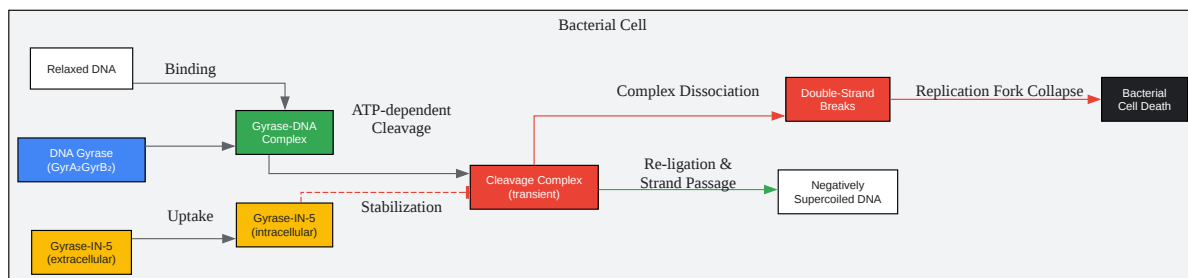 Bacterial Cell
Relaxed DNA
Binding
DNA Gyrase
(GyrA₂GyrB₂)
Gyrase-DNA
Complex
ATP-dependent
Cleavage
Uptake
Gyrase-IN-5
(extracellular)
Gyrase-IN-5
(intracellular)
Stabilization
Cleavage Complex
(transient)
Complex Dissociation
Double-Strand
Breaks
Replication Fork Collapse
Bacterial
Cell Death
Re-ligation &
Strand Passage
Negatively
Supercoiled DNA